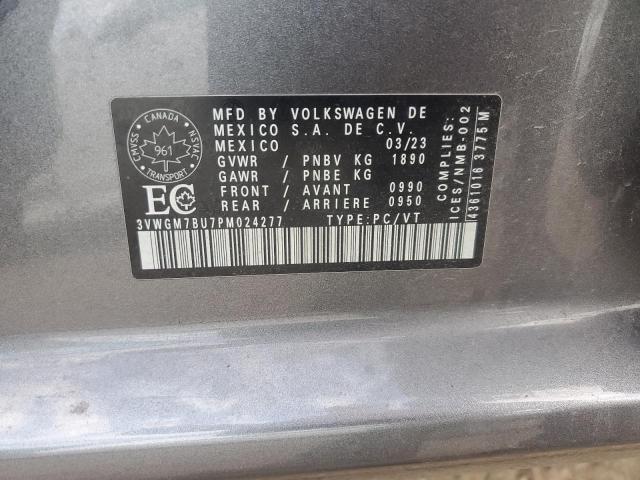 MFD BY VOLKSWAGEN DE
MEXICO S.A. DE C.V.
MEXICO 03/23
GVWR / PNBV KG 1890
GAWR / PNBE KG
FRONT / AVANT 0990
REAR / ARRIERE 0950
3VWGM7BU7PM024277 TYPE:PC/VT
CANADA
CMVSS
NSVAC
961
TRANSPORT
EC
COMPLIES:
ICES/NMB-002
4361016 3775 M